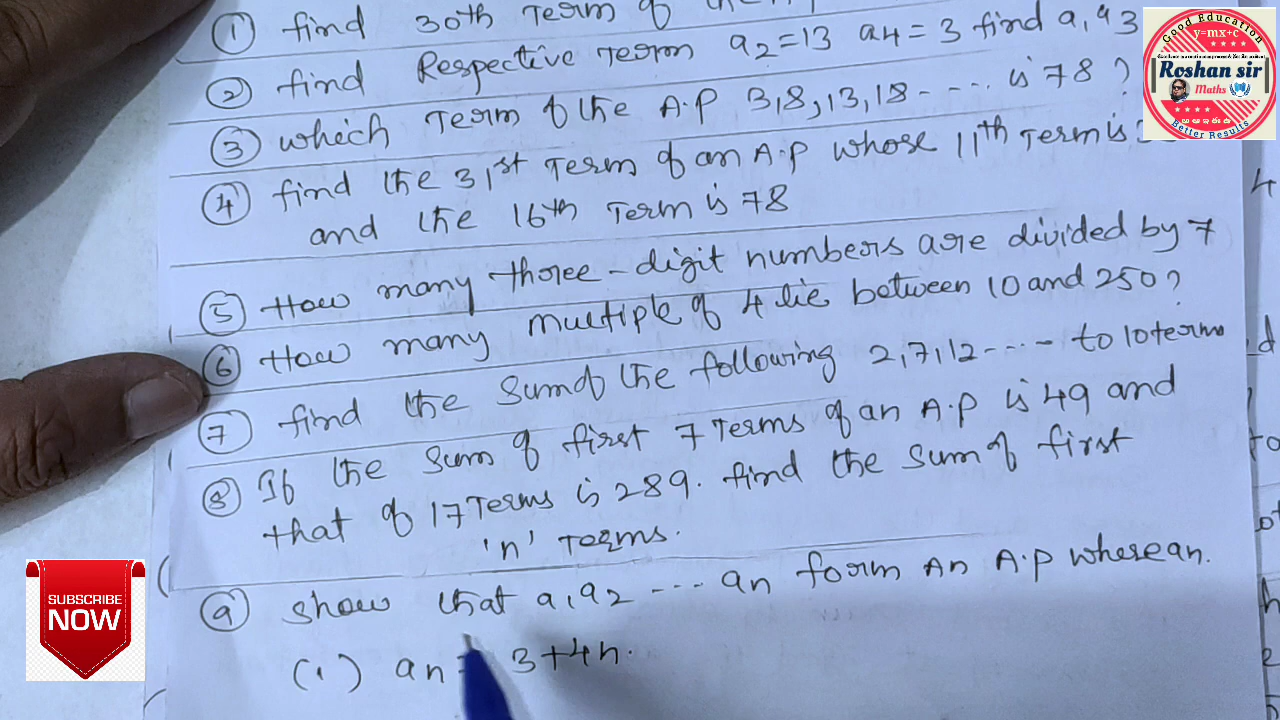 ① find 30th Term of
② find Respective Term a2=13 a4=3 find a, a3
③ which Term of the A.P 3,8,13,18----.. is 78?
④ find the 31st Term of an A.P whose 11th Term is
and the 16th Term is 78
⑤ How many three-digit numbers are divided by 7
⑥ How many multiple of 4 lie between 10 and 250?
⑦ find the Sum of the following 2,7,12----- to 10 terms
⑧ If the Sum of first 7 Terms of an A.P is 49 and
that of 17 Terms is 289. find the Sum of first
'n' Terms.
⑨ show that a, a2 --- an form An A.P where an.
(1) an= 3+4n.
Good Education
y=mx+c
Roshan sir
Maths
Better Results
SUBSCRIBE
NOW
4
d